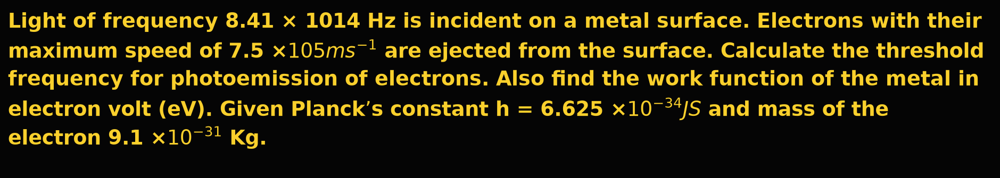 Light of frequency 8.41 × 1014 Hz is incident on a metal surface. Electrons with their
maximum speed of 7.5 ×105ms⁻¹ are ejected from the surface. Calculate the threshold
frequency for photoemission of electrons. Also find the work function of the metal in
electron volt (eV). Given Planck’s constant h = 6.625 ×10⁻³⁴JS and mass of the
electron 9.1 ×10⁻³¹ Kg.